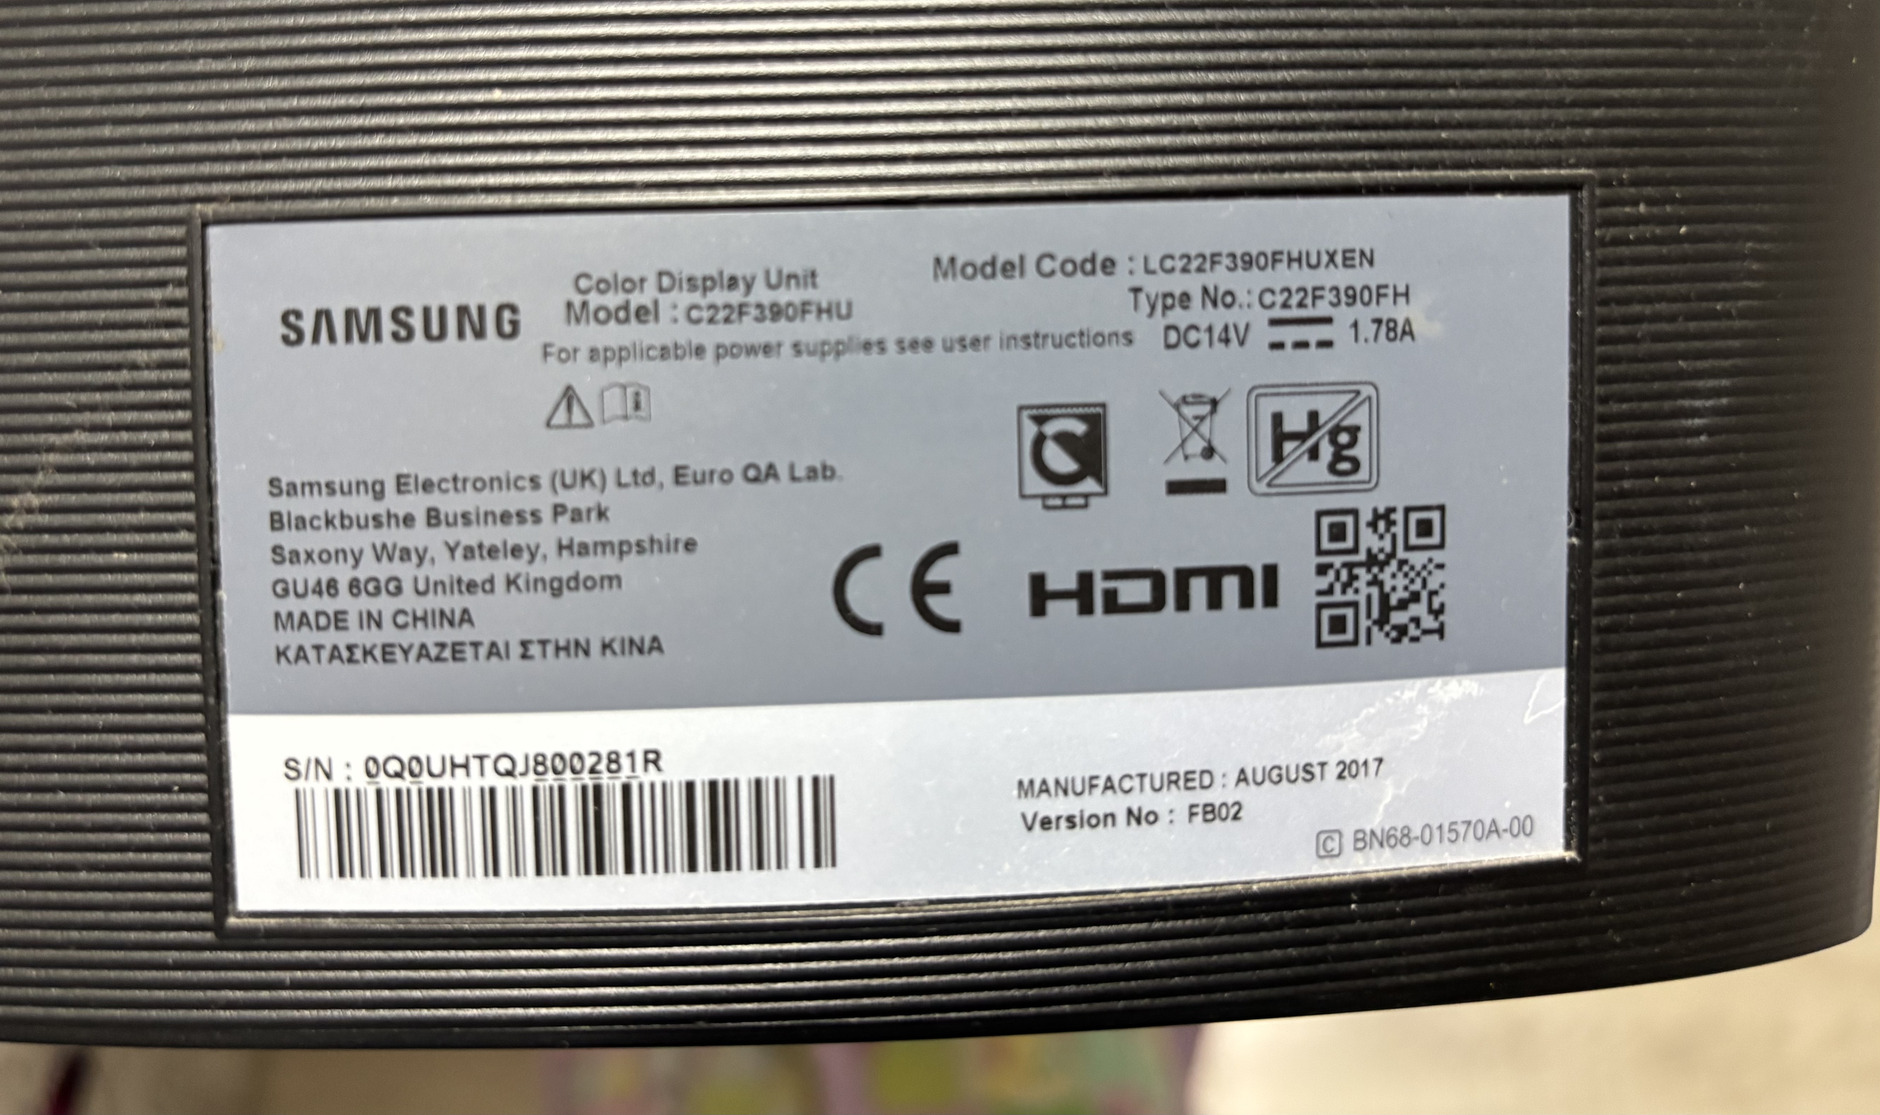 SAMSUNG
Color Display Unit
Model : C22F390FHU
For applicable power supplies see user instructions
Model Code : LC22F390FHUXEN
Type No.: C22F390FH
DC14V 1.78A
Hg
Samsung Electronics (UK) Ltd, Euro QA Lab.
Blackbushe Business Park
Saxony Way, Yateley, Hampshire
GU46 6GG United Kingdom
MADE IN CHINA
ΚΑΤΑΣΚΕΥΑΖΕΤΑΙ ΣΤΗΝ ΚΙΝΑ
CE
HDMI
S/N : 0Q0UHTQJ800281R
MANUFACTURED : AUGUST 2017
Version No : FB02
C BN68-01570A-00